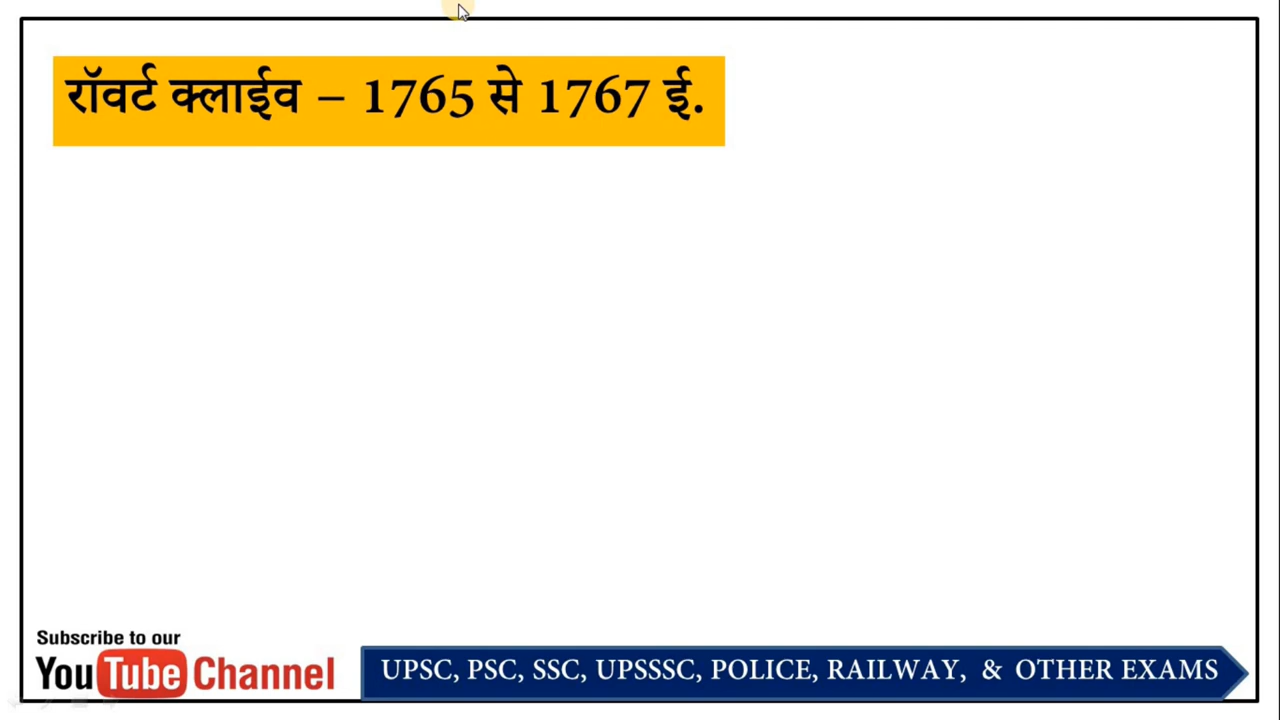 रॉवर्ट क्लाईव – 1765 से 1767 ई.
Subscribe to our
YouTube Channel
UPSC, PSC, SSC, UPSSSC, POLICE, RAILWAY, & OTHER EXAMS